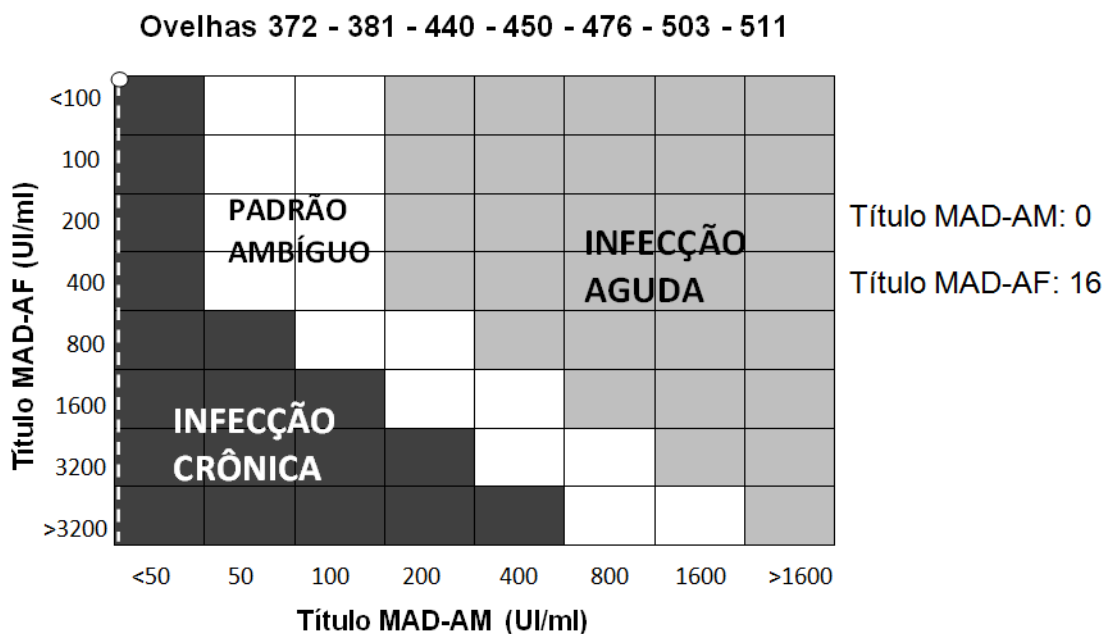 Ovelhas 372 - 381 - 440 - 450 - 476 - 503 - 511
Título MAD-AF (UI/ml)
<100
100
200
400
800
1600
3200
>3200
PADRÃO
AMBÍGUO
INFECÇÃO
AGUDA
INFECÇÃO
CRÔNICA
Título MAD-AM: 0
Título MAD-AF: 16
<50
50
100
200
400
800
1600
>1600
Título MAD-AM (UI/ml)